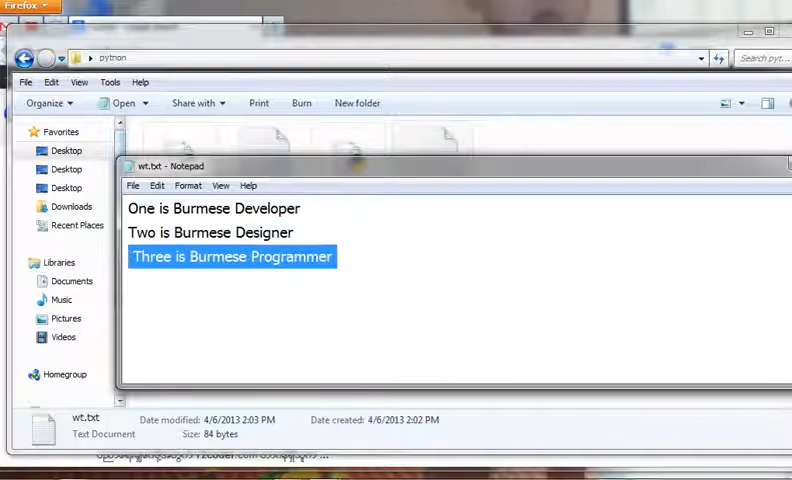 Firefox
pytnon
Search pyt...
File Edit View Tools Help
Organize Open Share with Print Burn New folder
Favorites
Desktop
Desktop
Desktop
Downloads
Recent Places
Libraries
Documents
Music
Pictures
Videos
Homegroup
wt.txt - Notepad
File Edit Format View Help
One is Burmese Developer
Two is Burmese Designer
Three is Burmese Programmer
wt.txt Date modified: 4/6/2013 2:03 PM Date created: 4/6/2013 2:02 PM
Text Document Size: 84 bytes